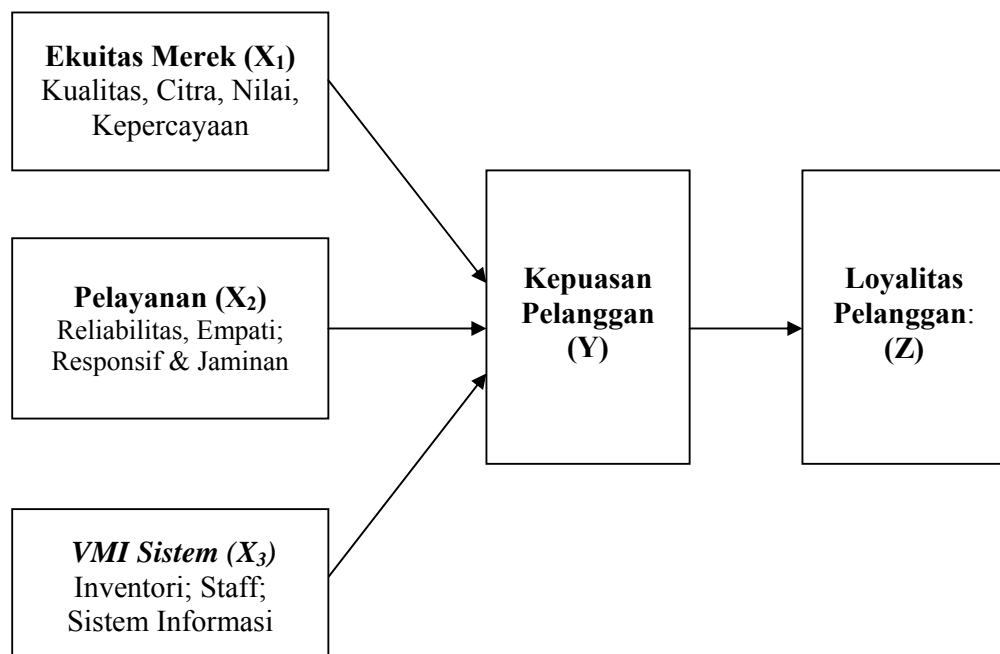 Ekuitas Merek (X₁)
Kualitas, Citra, Nilai,
Kepercayaan
Pelayanan (X₂)
Reliabilitas, Empati;
Responsif & Jaminan
VMI Sistem (X₃)
Inventori; Staff;
Sistem Informasi
Kepuasan
Pelanggan
(Y)
Loyalitas
Pelanggan:
(Z)